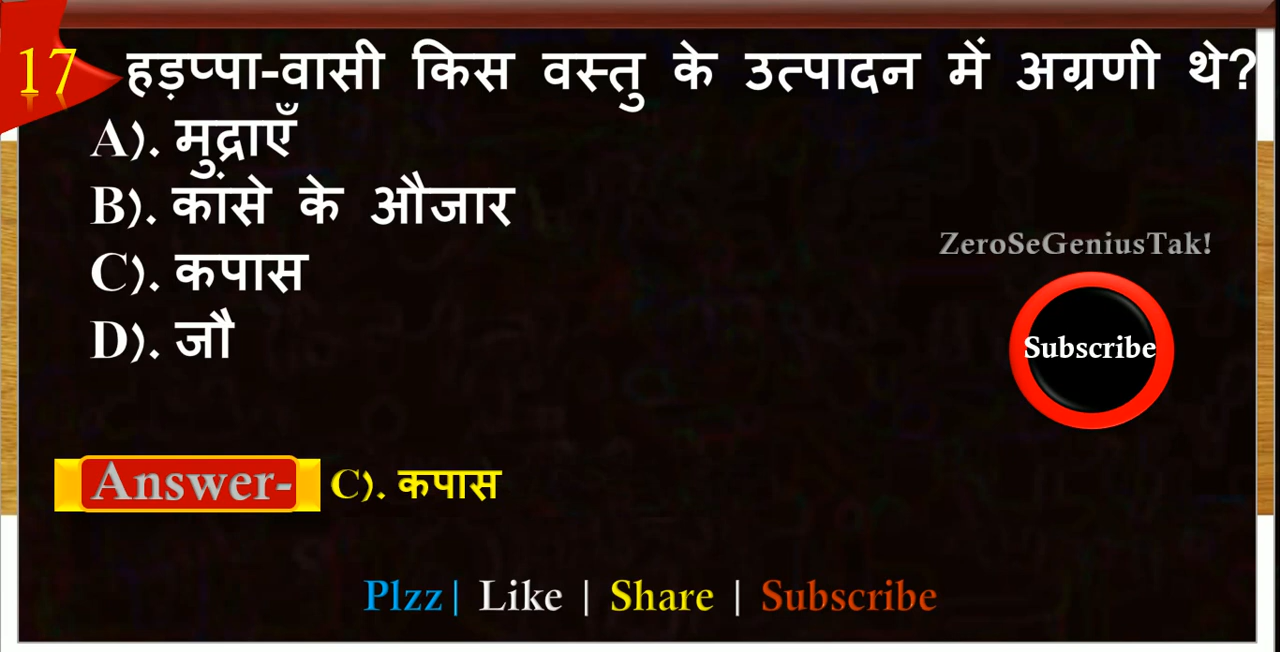 17 हड़प्पा-वासी किस वस्तु के उत्पादन में अग्रणी थे?
A). मुद्राएँ
B). कांसे के औजार
C). कपास
D). जौ
ZeroSeGeniusTak!
Subscribe
Answer- C). कपास
Plzz| Like | Share | Subscribe